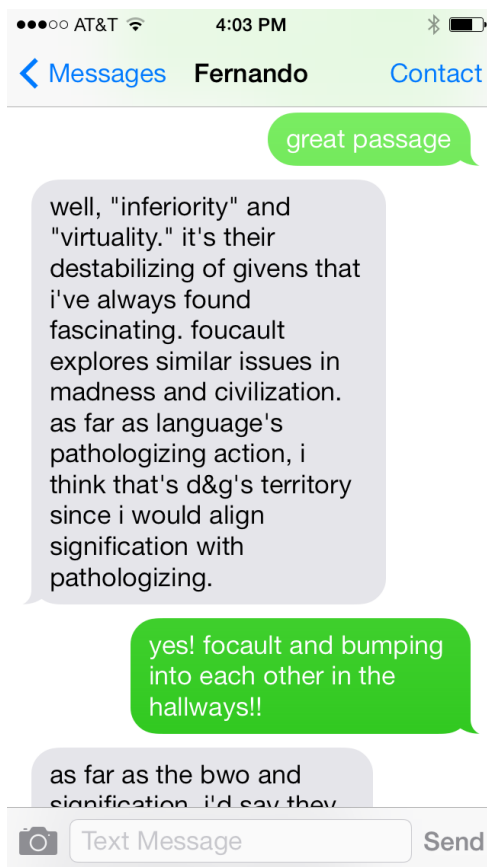 AT&T 4:03 PM
Messages Fernando Contact
great passage
well, "inferiority" and
"virtuality." it's their
destabilizing of givens that
i've always found
fascinating. foucault
explores similar issues in
madness and civilization.
as far as language's
pathologizing action, i
think that's d&g's territory
since i would align
signification with
pathologizing.
yes! focault and bumping
into each other in the
hallways!!
as far as the bwo and
signification, i'd say they
Text Message Send